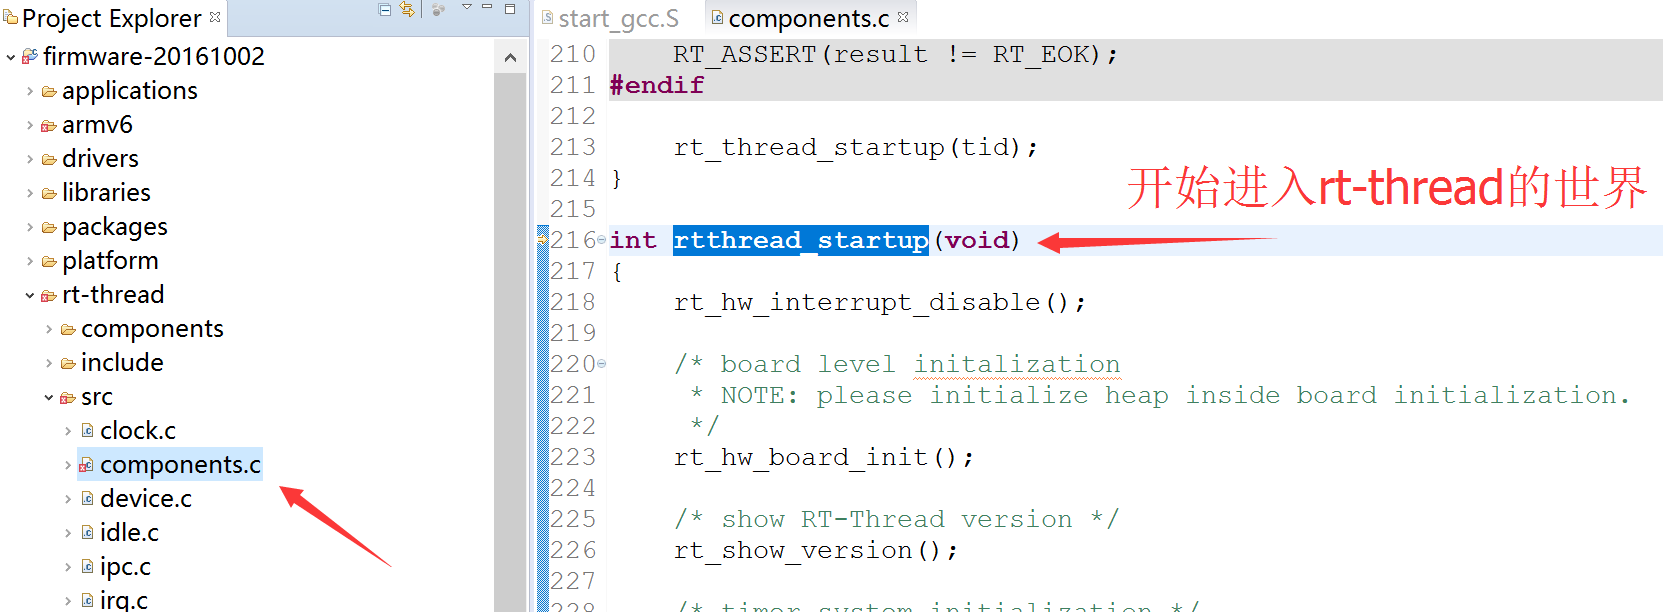 Project Explorer
firmware-20161002
applications
armv6
drivers
libraries
packages
platform
rt-thread
components
include
src
clock.c
components.c
device.c
idle.c
ipc.c
irq.c
start_gcc.S
components.c
210 RT_ASSERT(result != RT_EOK);
211 #endif
212
213 rt_thread_startup(tid);
214 }
215
开始进入rt-thread的世界
216 int rtthread_startup(void)
217 {
218 rt_hw_interrupt_disable();
219
220 /* board level initalization
221 * NOTE: please initialize heap inside board initialization.
222 */
223 rt_hw_board_init();
224
225 /* show RT-Thread version */
226 rt_show_version();
227
228 /* timer system initialization */